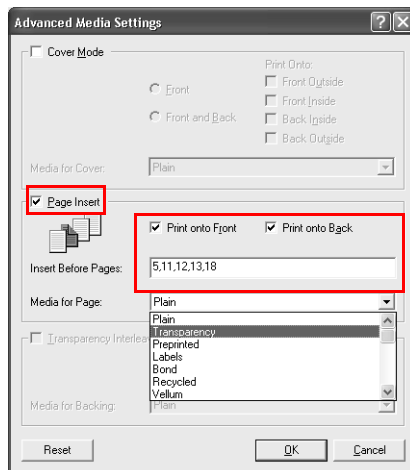 Advanced Media Settings
Cover Mode
Print Onto:
Front
Front Outside
Front Inside
Front and Back
Back Inside
Back Outside
Media for Cover:
Plain
Page Insert
Print onto Front
Print onto Back
Insert Before Pages:
5,11,12,13,18
Media for Page:
Plain
Plain
Transparency
Transparency Interlea
Preprinted
Labels
Bond
Recycled
Vellum
Media for Backing:
Plain
Reset
OK
Cancel